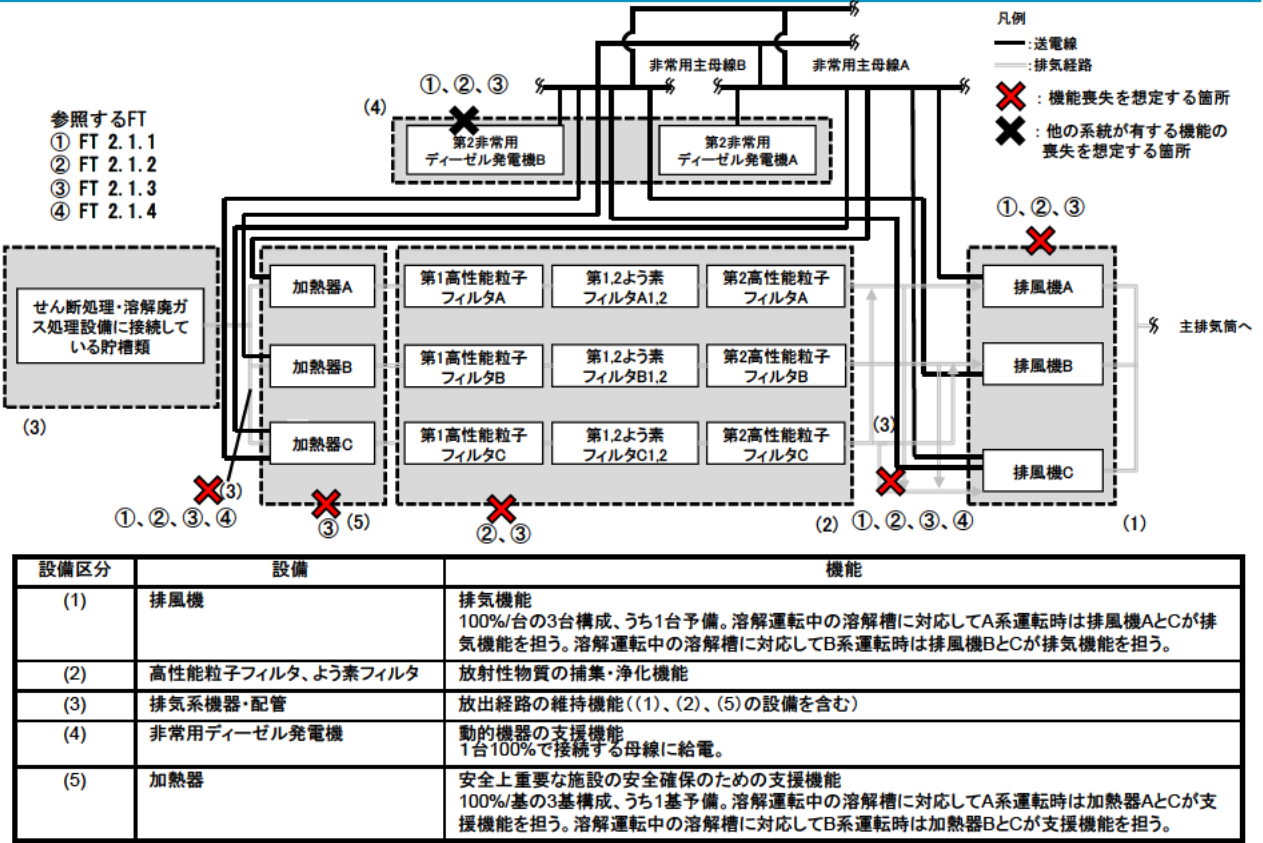 凡例
:送電線
:排気経路
:機能喪失を想定する箇所
:他の系統が有する機能の
喪失を想定する箇所
非常用主母線B
非常用主母線A
①、②、③
(4)
第2非常用
ディーゼル発電機B
第2非常用
ディーゼル発電機A
参照するFT
① FT 2.1.1
② FT 2.1.2
③ FT 2.1.3
④ FT 2.1.4
①、②、③
せん断処理・溶解廃ガ
ス処理設備に接続して
いる貯槽類
(3)
加熱器A
第1高性能粒子
フィルタA
第1,2よう素
フィルタA1,2
第2高性能粒子
フィルタA
排風機A
加熱器B
第1高性能粒子
フィルタB
第1,2よう素
フィルタB1,2
第2高性能粒子
フィルタB
排風機B
主排気筒へ
加熱器C
第1高性能粒子
フィルタC
第1,2よう素
フィルタC1,2
第2高性能粒子
フィルタC
(3)
排風機C
(3)
①、②、③、④
③
(5)
②、③
(2)
①、②、③、④
(1)
設備区分 設備 機能
(1) 排風機 排気機能
100%/台の3台構成、うち1台予備。溶解運転中の溶解槽に対応してA系運転時は排風機AとCが排
気機能を担う。溶解運転中の溶解槽に対応してB系運転時は排風機BとCが排気機能を担う。
(2) 高性能粒子フィルタ、よう素フィルタ 放射性物質の捕集・浄化機能
(3) 排気系機器・配管 放出経路の維持機能((1)、(2)、(5)の設備を含む)
(4) 非常用ディーゼル発電機 動的機器の支援機能
1台100%で接続する母線に給電。
(5) 加熱器 安全上重要な施設の安全確保のための支援機能
100%/基の3基構成、うち1基予備。溶解運転中の溶解槽に対応してA系運転時は加熱器AとCが支
援機能を担う。溶解運転中の溶解槽に対応してB系運転時は加熱器BとCが支援機能を担う。